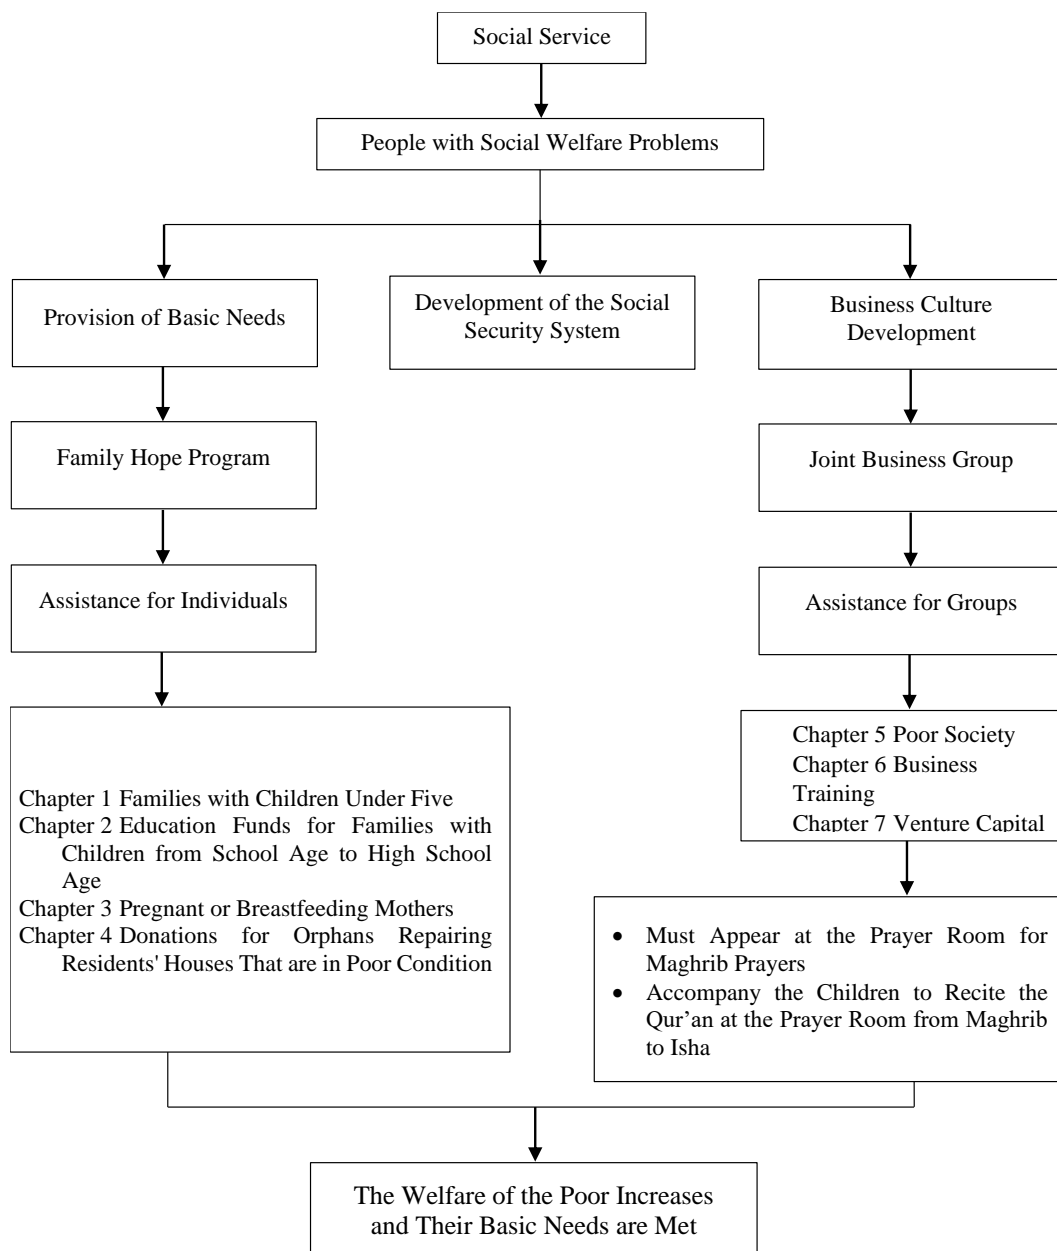 Social Service
People with Social Welfare Problems
Provision of Basic Needs
Development of the Social
Security System
Business Culture
Development
Family Hope Program
Joint Business Group
Assistance for Individuals
Assistance for Groups
Chapter 1 Families with Children Under Five
Chapter 2 Education Funds for Families with
Children from School Age to High School
Age
Chapter 3 Pregnant or Breastfeeding Mothers
Chapter 4 Donations for Orphans Repairing
Residents' Houses That are in Poor Condition
Chapter 5 Poor Society
Chapter 6 Business
Training
Chapter 7 Venture Capital
• Must Appear at the Prayer Room for
Maghrib Prayers
• Accompany the Children to Recite the
Qur’an at the Prayer Room from Maghrib
to Isha
The Welfare of the Poor Increases
and Their Basic Needs are Met